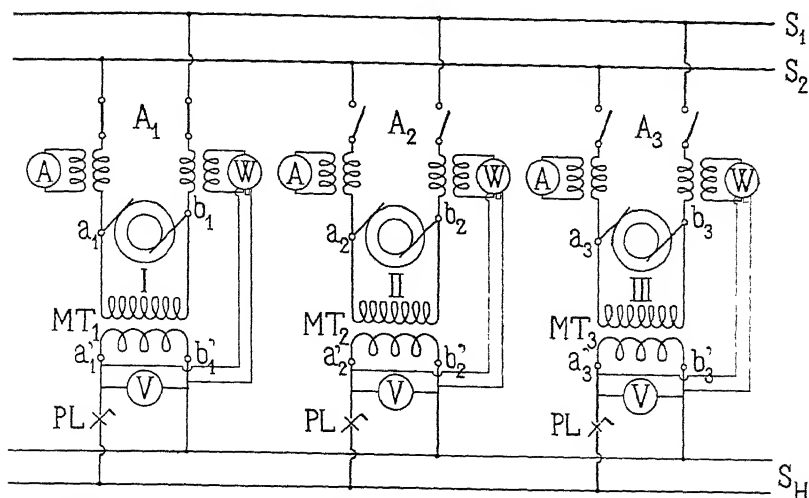 S₁
S₂
A₁ A₂ A₃
A W A W A W
a₁ b₁ a₂ b₂ a₃ b₃
I II III
MT₁ MT₂ MT₃
a'₁ b'₁ a'₂ b'₂ a'₃ b'₃
V V V
PL PL PL
S_H